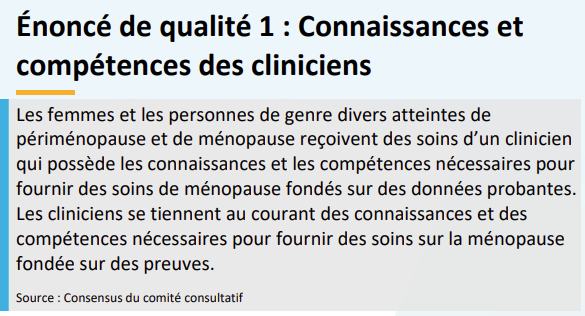 Énoncé de qualité 1 : Connaissances et
compétences des cliniciens
Les femmes et les personnes de genre divers atteintes de
périménopause et de ménopause reçoivent des soins d’un clinicien
qui possède les connaissances et les compétences nécessaires pour
fournir des soins de ménopause fondés sur des données probantes.
Les cliniciens se tiennent au courant des connaissances et des
compétences nécessaires pour fournir des soins sur la ménopause
fondée sur des preuves.
Source : Consensus du comité consultatif